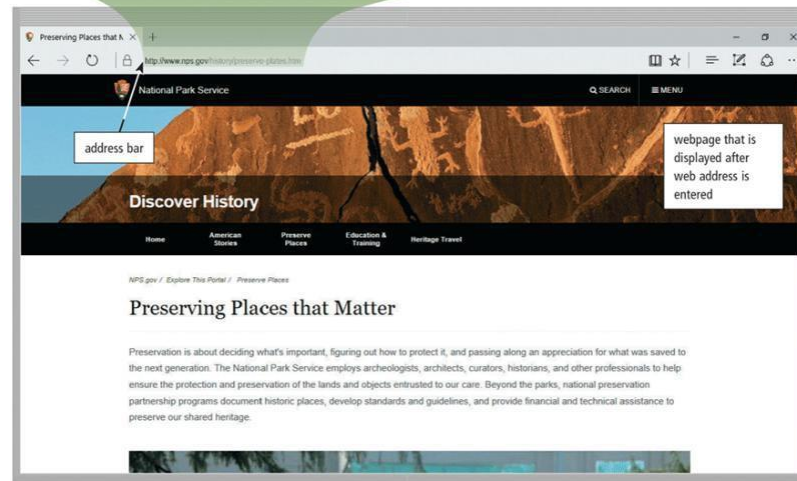 Preserving Places that M
http://www.nps.gov/history/preserve-places.htm
National Park Service
SEARCH
MENU
address bar
webpage that is
displayed after
web address is
entered
Discover History
Home
American
Stories
Preserve
Places
Education &
Training
Heritage Travel
NPS.gov / Explore This Portal / Preserve Places
Preserving Places that Matter
Preservation is about deciding what's important, figuring out how to protect it, and passing along an appreciation for what was saved to
the next generation. The National Park Service employs archeologists, architects, curators, historians, and other professionals to help
ensure the protection and preservation of the lands and objects entrusted to our care. Beyond the parks, national preservation
partnership programs document historic places, develop standards and guidelines, and provide financial and technical assistance to
preserve our shared heritage.